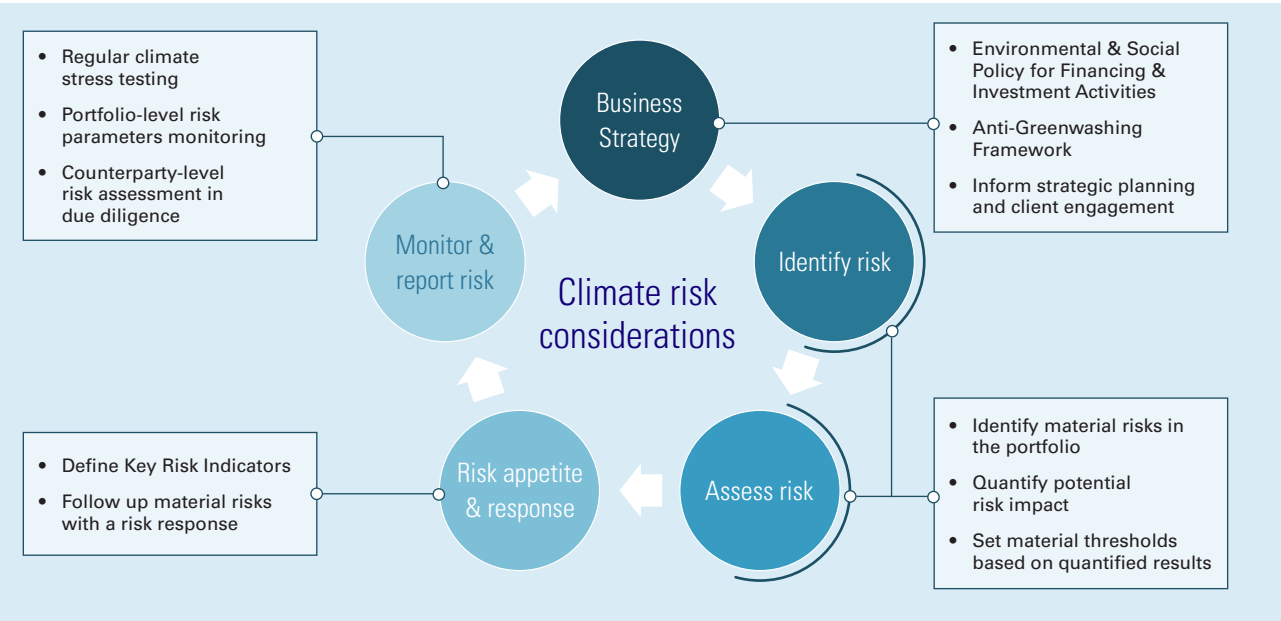 • Regular climate
stress testing
• Portfolio-level risk
parameters monitoring
• Counterparty-level
risk assessment in
due diligence
Business
Strategy
• Environmental & Social
Policy for Financing &
Investment Activities
• Anti-Greenwashing
Framework
• Inform strategic planning
and client engagement
Monitor &
report risk
Identify risk
Climate risk
considerations
• Define Key Risk Indicators
• Follow up material risks
with a risk response
Risk appetite
& response
Assess risk
• Identify material risks in
the portfolio
• Quantify potential
risk impact
• Set material thresholds
based on quantified results